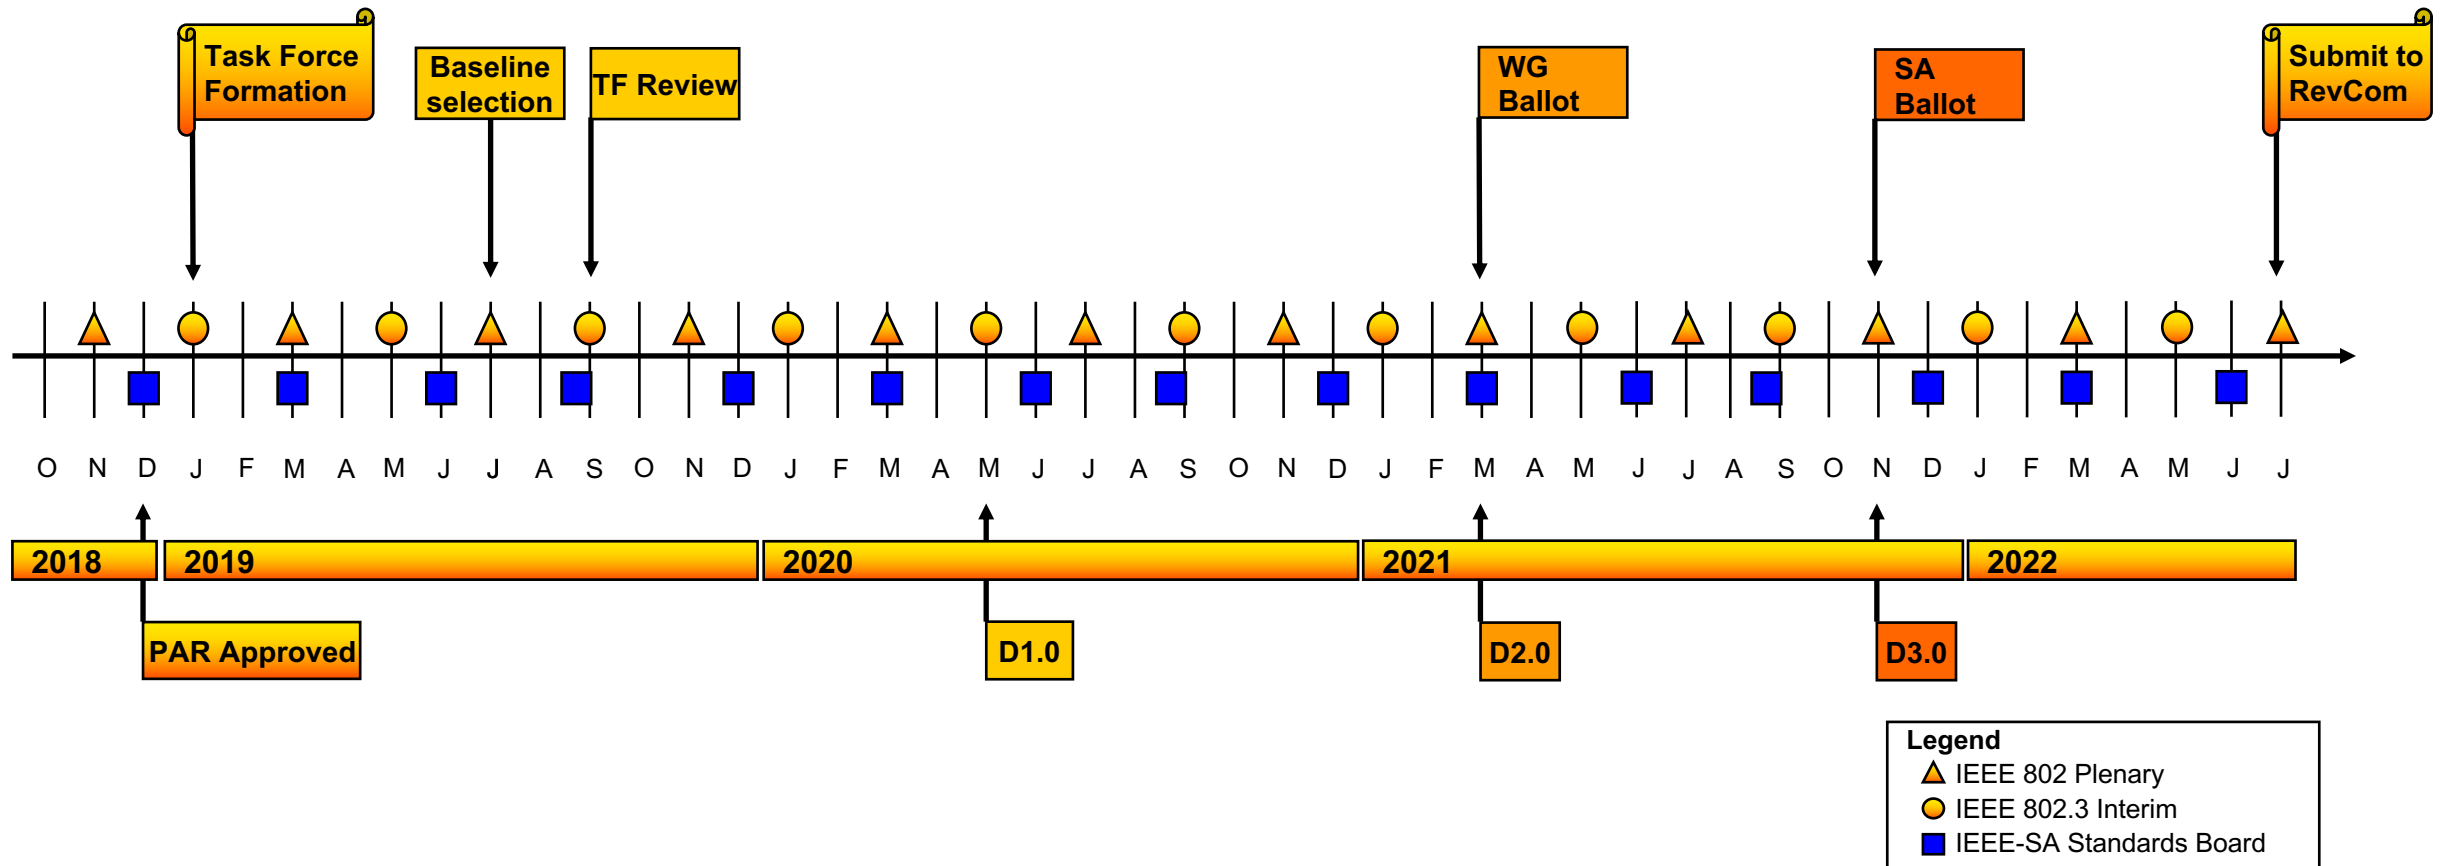 Task Force
Formation
Baseline
selection
TF Review
WG
Ballot
SA
Ballot
Submit to
RevCom
O N D J F M A M J J A S O N D J F M A M J J A S O N D J F M A M J J A S O N D J F M A M J J
2018 2019 2020 2021 2022
PAR Approved
D1.0
D2.0
D3.0
Legend
IEEE 802 Plenary
IEEE 802.3 Interim
IEEE-SA Standards Board